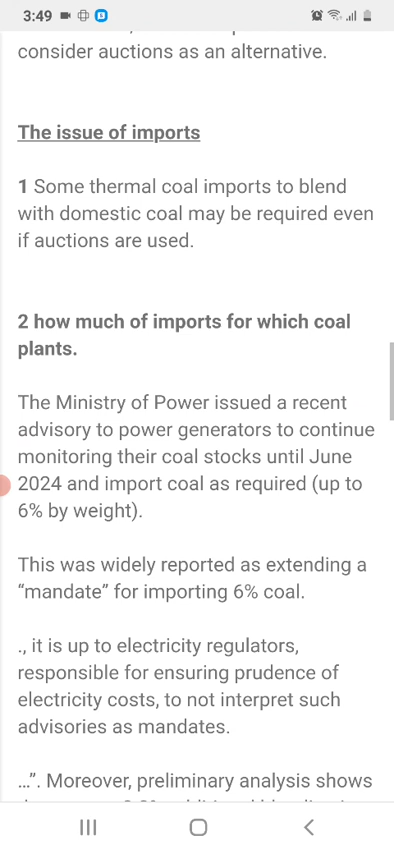 3:49
consider auctions as an alternative.
The issue of imports
1 Some thermal coal imports to blend
with domestic coal may be required even
if auctions are used.
2 how much of imports for which coal
plants.
The Ministry of Power issued a recent
advisory to power generators to continue
monitoring their coal stocks until June
2024 and import coal as required (up to
6% by weight).
This was widely reported as extending a
“mandate” for importing 6% coal.
., it is up to electricity regulators,
responsible for ensuring prudence of
electricity costs, to not interpret such
advisories as mandates.
…”. Moreover, preliminary analysis shows